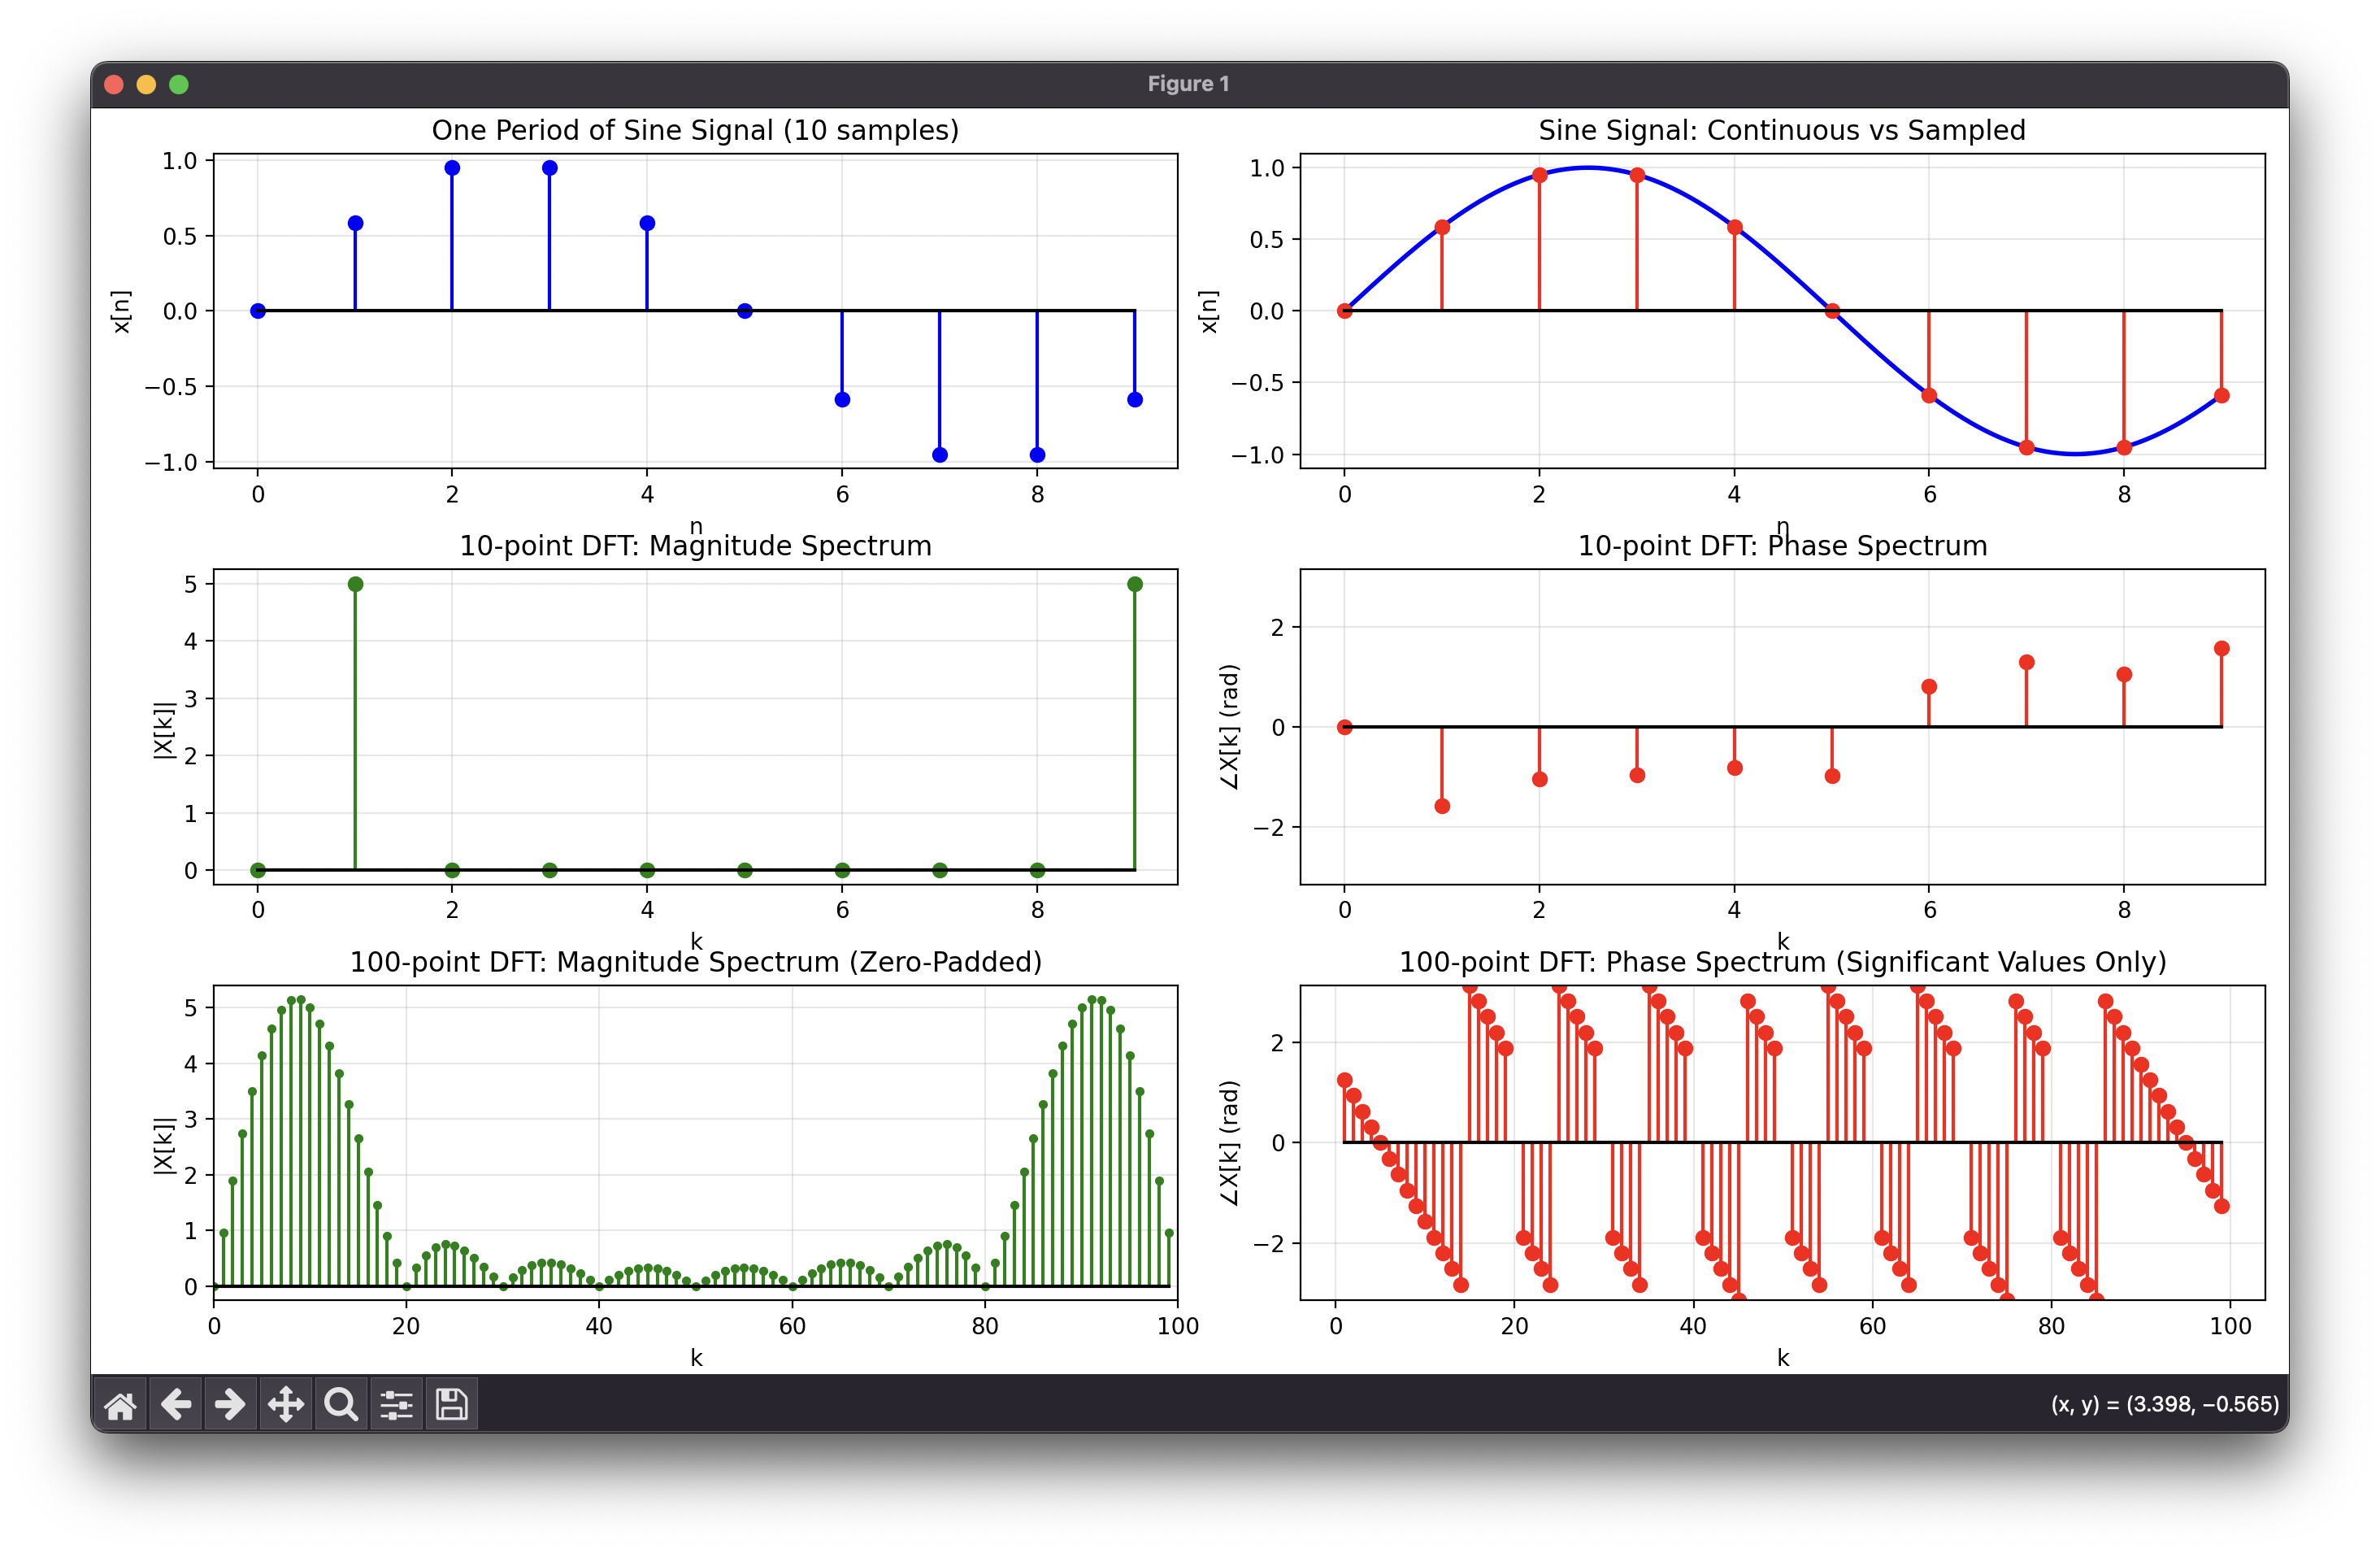 Figure 1
One Period of Sine Signal (10 samples)
1.0
0.5
0.0
−0.5
−1.0
x[n]
0 2 4 6 8
n
Sine Signal: Continuous vs Sampled
1.0
0.5
0.0
−0.5
−1.0
x[n]
0 2 4 6 8
n
10-point DFT: Magnitude Spectrum
5
4
3
2
1
0
|X[k]|
0 2 4 6 8
k
10-point DFT: Phase Spectrum
2
0
−2
∠X[k] (rad)
0 2 4 6 8
k
100-point DFT: Magnitude Spectrum (Zero-Padded)
5
4
3
2
1
0
|X[k]|
0 20 40 60 80 100
k
100-point DFT: Phase Spectrum (Significant Values Only)
2
0
−2
∠X[k] (rad)
0 20 40 60 80 100
k
(x, y) = (3.398, −0.565)